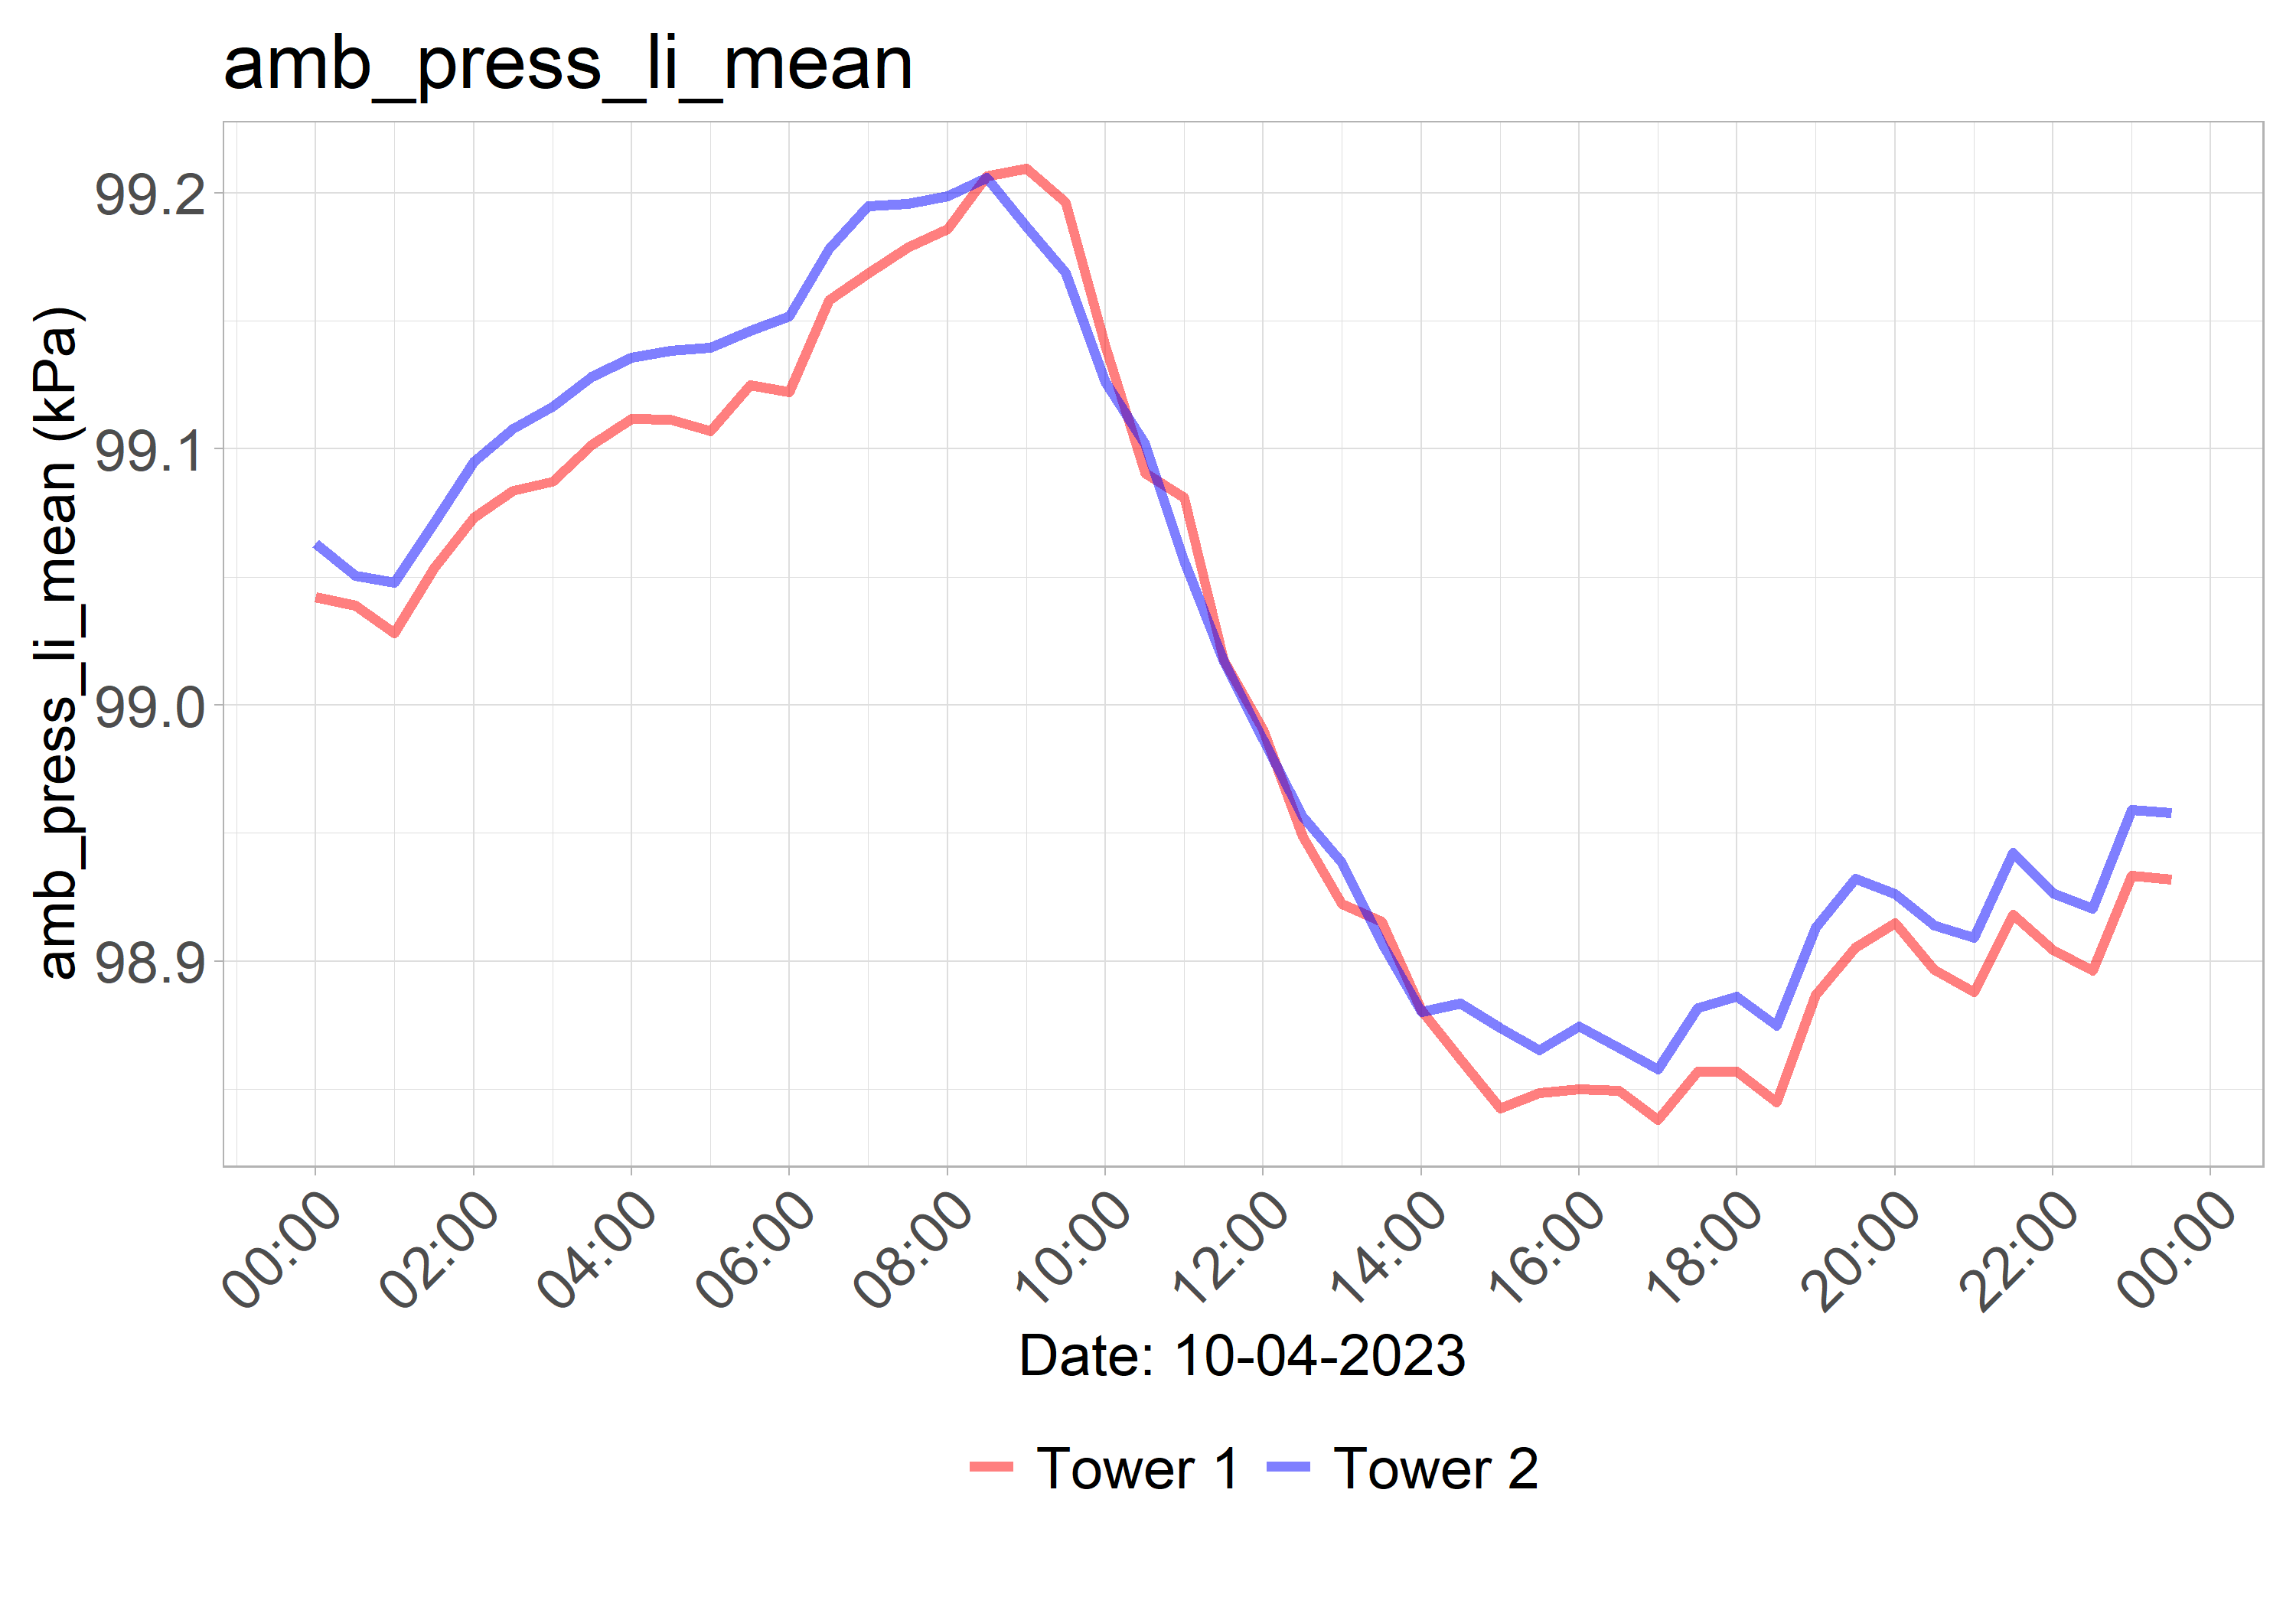 amb_press_li_mean
amb_press_li_mean (kPa)
99.2
99.1
99.0
98.9
00:00 02:00 04:00 06:00 08:00 10:00 12:00 14:00 16:00 18:00 20:00 22:00 00:00
Date: 10-04-2023
Tower 1 Tower 2